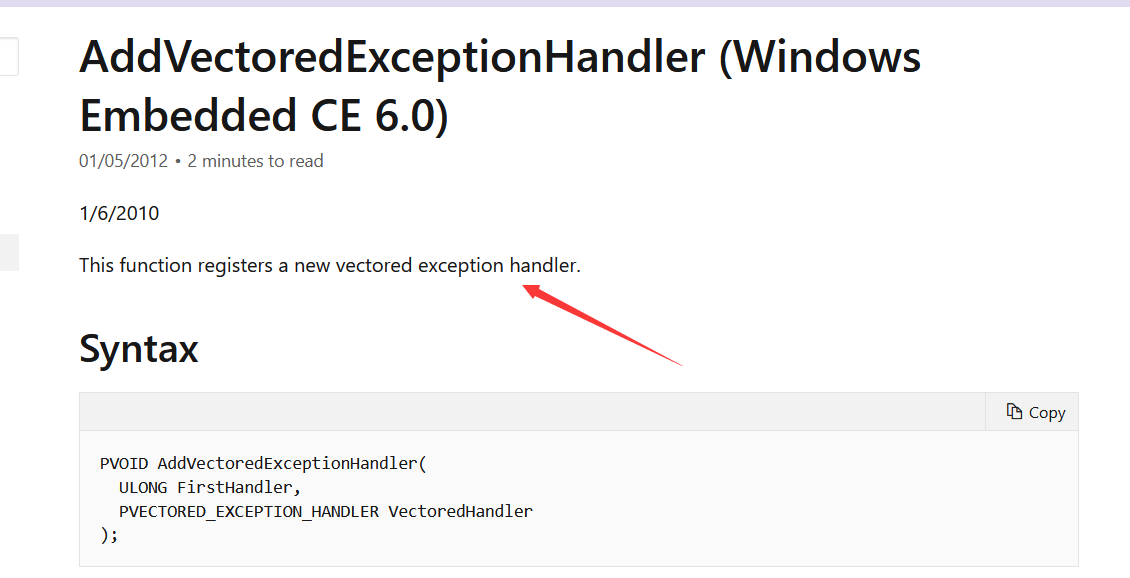 AddVectoredExceptionHandler (Windows
Embedded CE 6.0)
01/05/2012 • 2 minutes to read
1/6/2010
This function registers a new vectored exception handler.
Syntax
Copy
PVOID AddVectoredExceptionHandler(
  ULONG FirstHandler,
  PVECTORED_EXCEPTION_HANDLER VectoredHandler
);